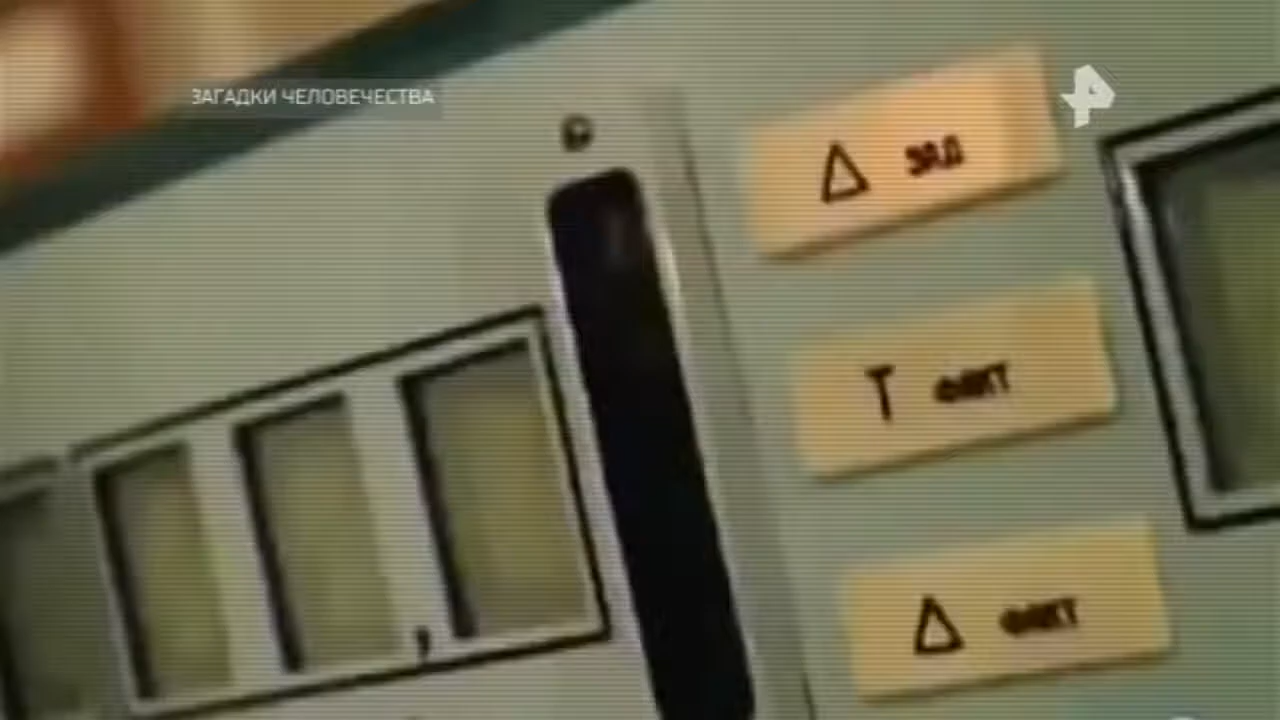 ЗАГАДКИ ЧЕЛОВЕЧЕСТВА
P
Δ ЗАД
T ФАКТ
Δ ФАКТ
,